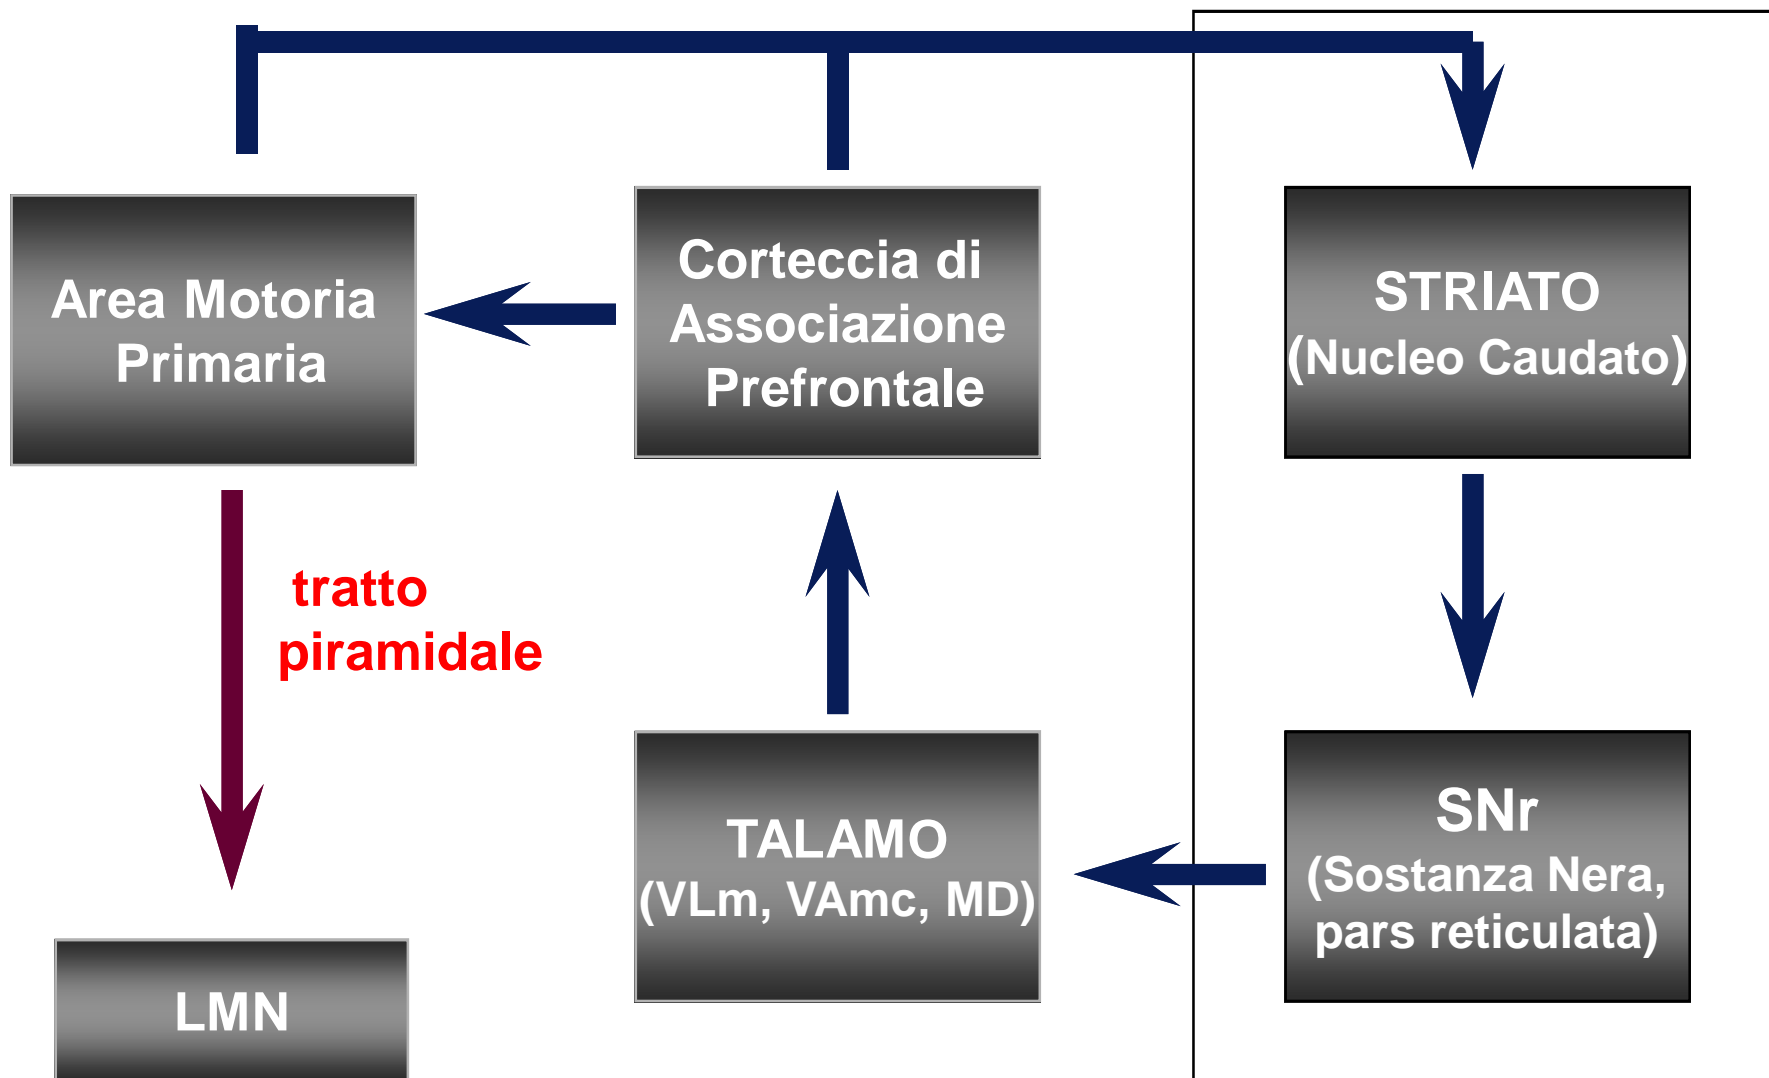 Area Motoria
Primaria
Corteccia di
Associazione
Prefrontale
STRIATO
(Nucleo Caudato)
tratto
piramidale
TALAMO
(VLm, VAmc, MD)
SNr
(Sostanza Nera,
pars reticulata)
LMN